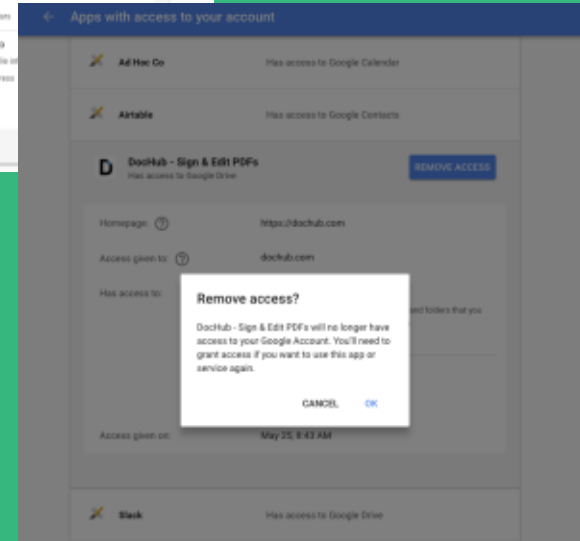 ← Apps with access to your account
Ad Hoc Co Has access to Google Calendar
Airtable Has access to Google Contacts
D DocHub - Sign & Edit PDFs
Has access to Google Drive
REMOVE ACCESS
Homepage: ? https://dochub.com
Access given to: ? dochub.com
Has access to:
and folders that you
Remove access?
DocHub - Sign & Edit PDFs will no longer have
access to your Google Account. You'll need to
grant access if you want to use this app or
service again.
CANCEL OK
Access given on: May 25, 8:43 AM
Slack Has access to Google Drive